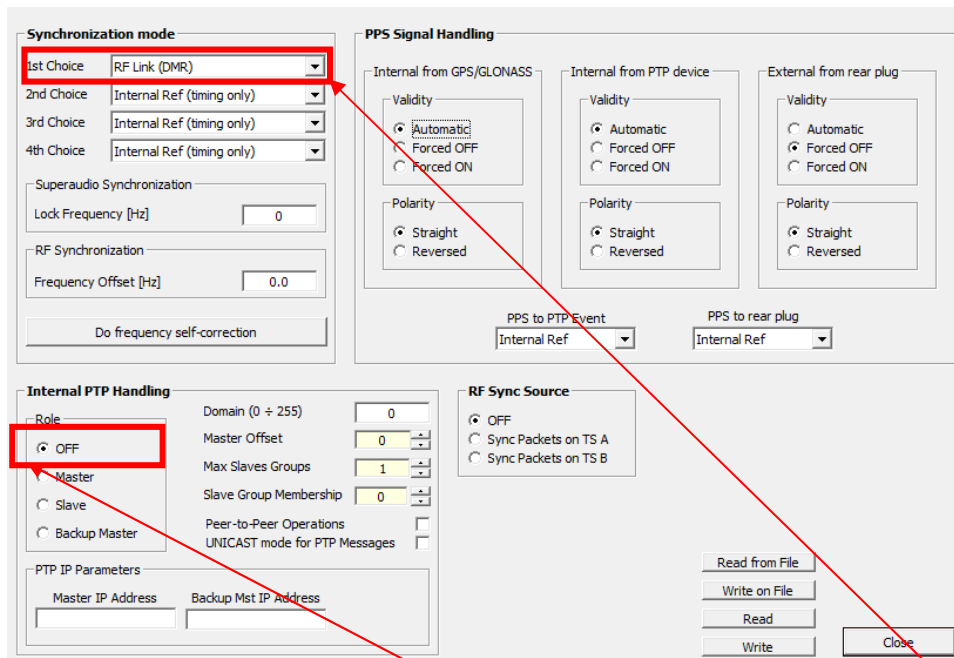 Synchronization mode
1st Choice RF Link (DMR)
2nd Choice Internal Ref (timing only)
3rd Choice Internal Ref (timing only)
4th Choice Internal Ref (timing only)
Superaudio Synchronization
Lock Frequency [Hz] 0
RF Synchronization
Frequency Offset [Hz] 0.0
Do frequency self-correction
PPS Signal Handling
Internal from GPS/GLONASS
Validity
Automatic
Forced OFF
Forced ON
Polarity
Straight
Reversed
Internal from PTP device
Validity
Automatic
Forced OFF
Forced ON
Polarity
Straight
Reversed
External from rear plug
Validity
Automatic
Forced OFF
Forced ON
Polarity
Straight
Reversed
PPS to PTP Event
Internal Ref
PPS to rear plug
Internal Ref
Internal PTP Handling
Role
OFF
Master
Slave
Backup Master
Domain (0 ÷ 255) 0
Master Offset 0
Max Slaves Groups 1
Slave Group Membership 0
Peer-to-Peer Operations
UNICAST mode for PTP Messages
PTP IP Parameters
Master IP Address
Backup Mst IP Address
RF Sync Source
OFF
Sync Packets on TS A
Sync Packets on TS B
Read from File
Write on File
Read
Write
Close